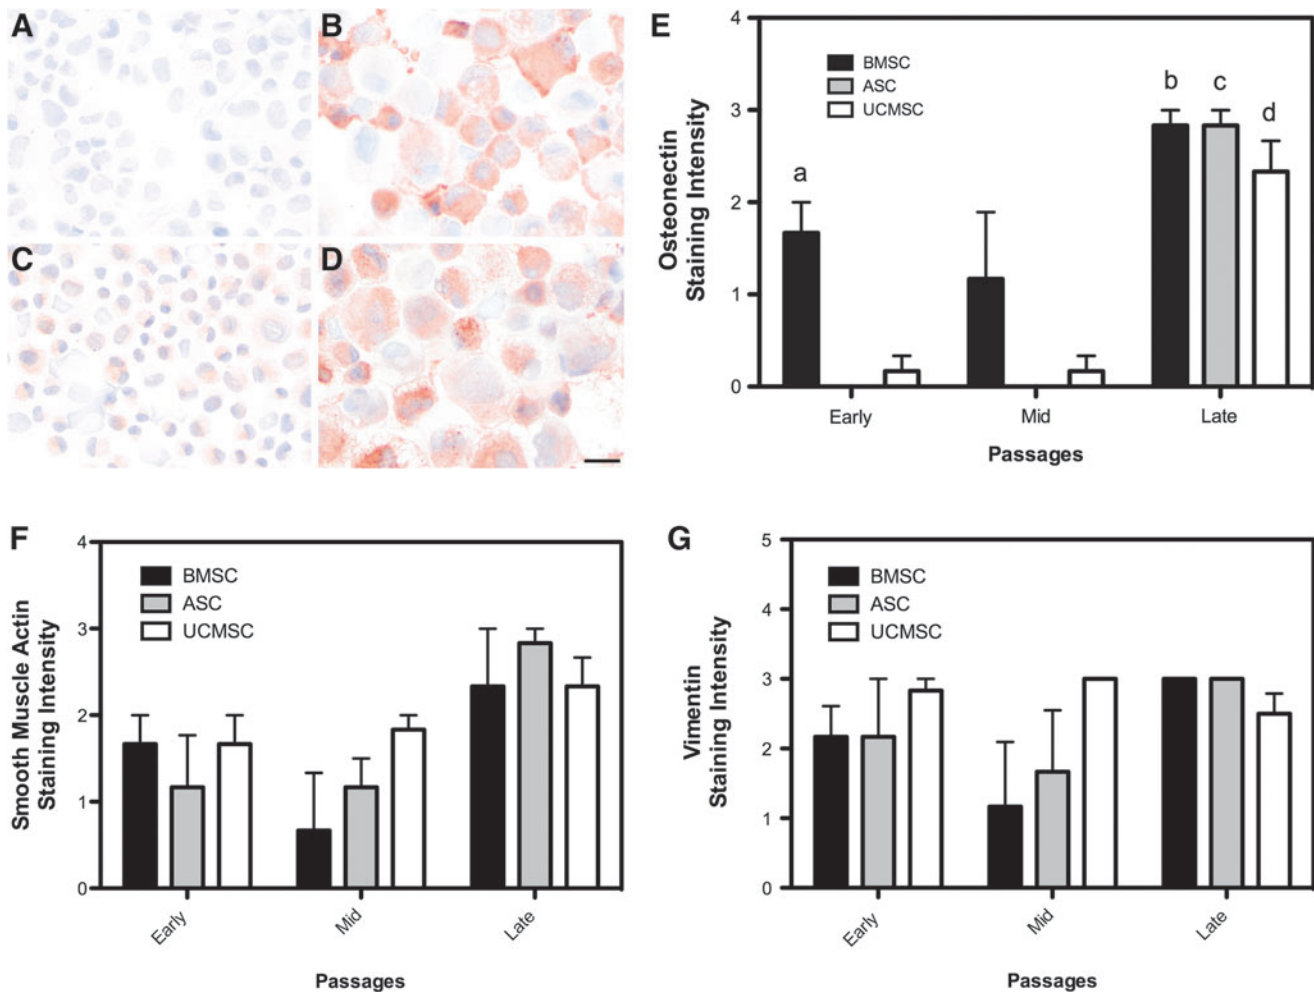 A
B
C
D
E
BMSC
ASC
UCMSC
a
b
c
d
Osteonectin
Staining Intensity
4
3
2
1
0
Early
Mid
Late
Passages
F
BMSC
ASC
UCMSC
Smooth Muscle Actin
Staining Intensity
4
3
2
1
0
Early
Mid
Late
Passages
G
BMSC
ASC
UCMSC
Vimentin
Staining Intensity
5
4
3
2
1
0
Early
Mid
Late
Passages